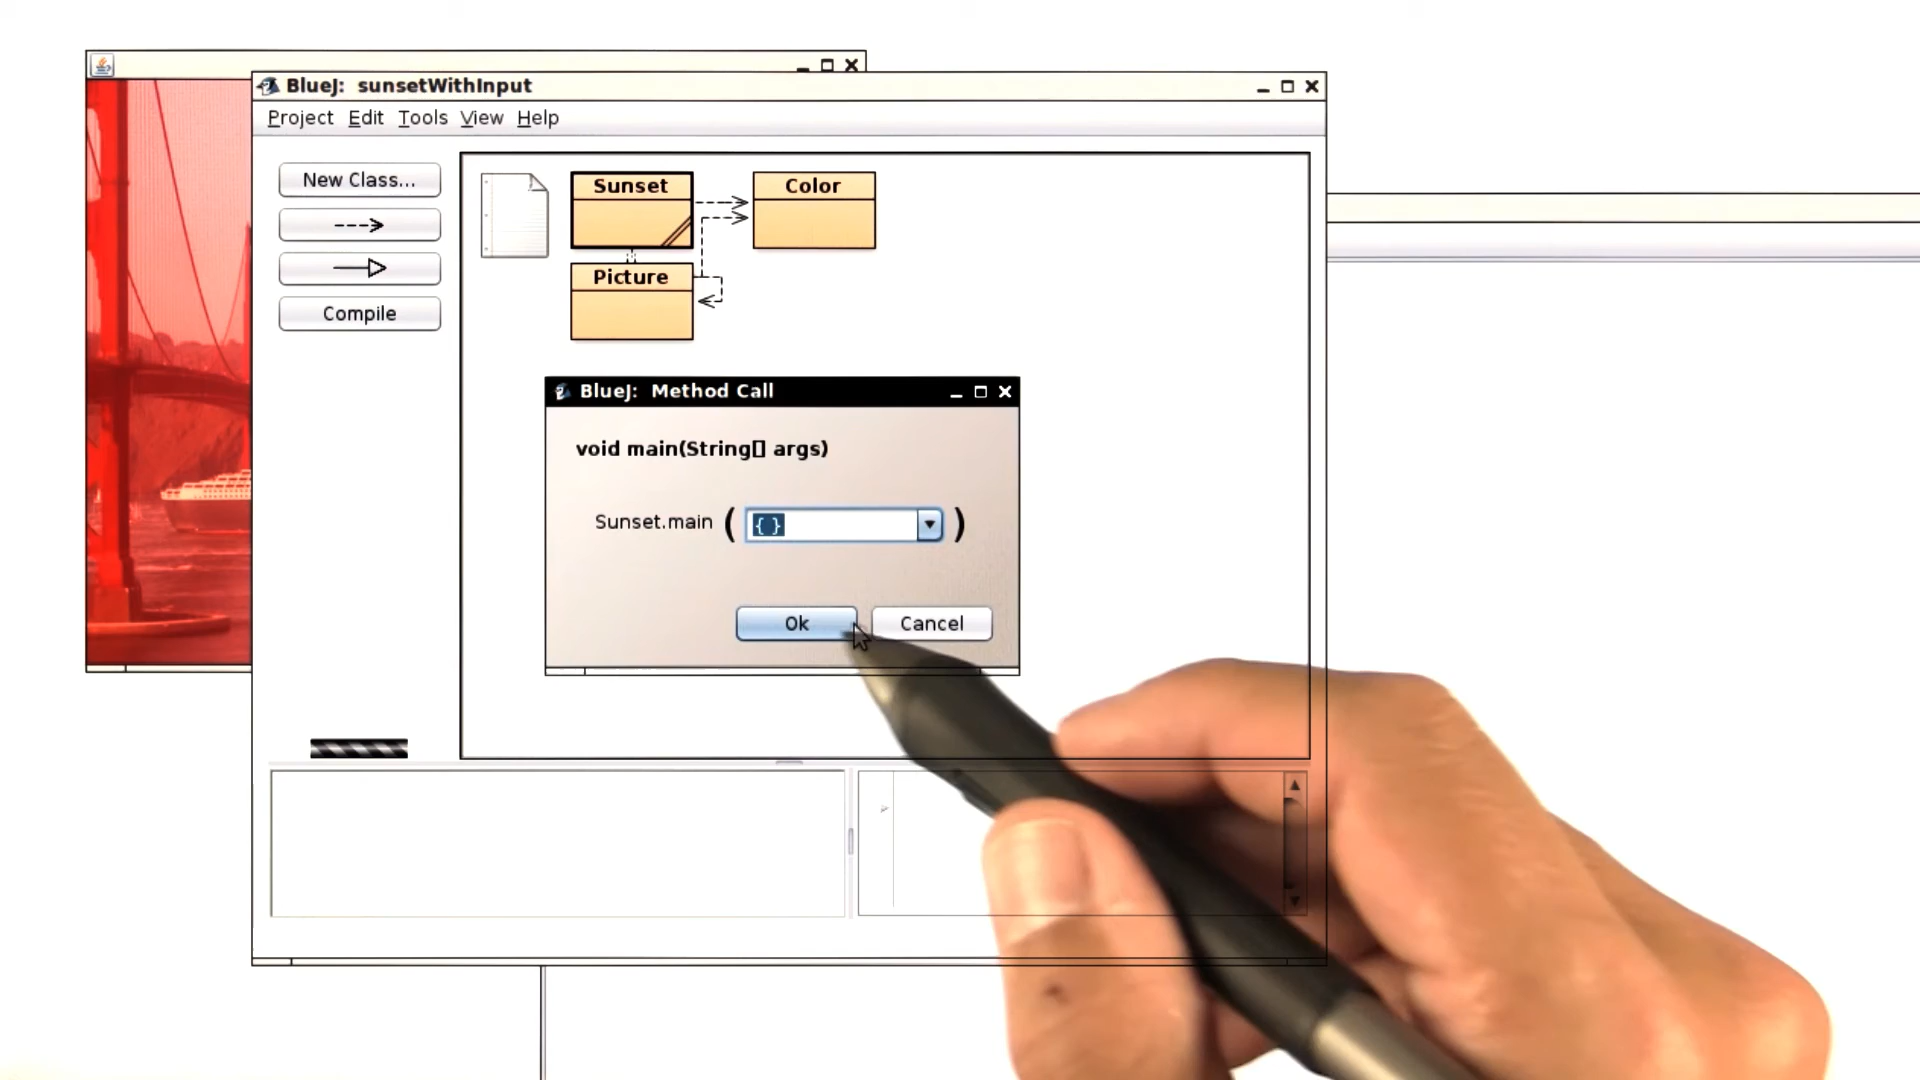 BlueJ: sunsetWithInput
Project Edit Tools View Help
New Class...
Compile
Sunset
Color
Picture
BlueJ: Method Call
void main(String[] args)
Sunset.main ( { } )
Ok
Cancel